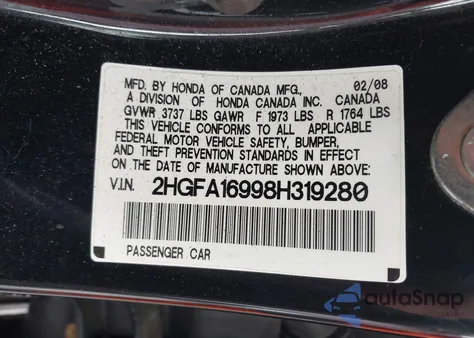 MFD. BY HONDA OF CANADA MFG., 02/08
A DIVISION OF HONDA CANADA INC. CANADA
GVWR 3737 LBS GAWR F 1973 LBS R 1764 LBS
THIS VEHICLE CONFORMS TO ALL APPLICABLE
FEDERAL MOTOR VEHICLE SAFETY, BUMPER,
AND THEFT PREVENTION STANDARDS IN EFFECT
ON THE DATE OF MANUFACTURE SHOWN ABOVE:
V.I.N. 2HGFA16998H319280
PASSENGER CAR
autaSnap